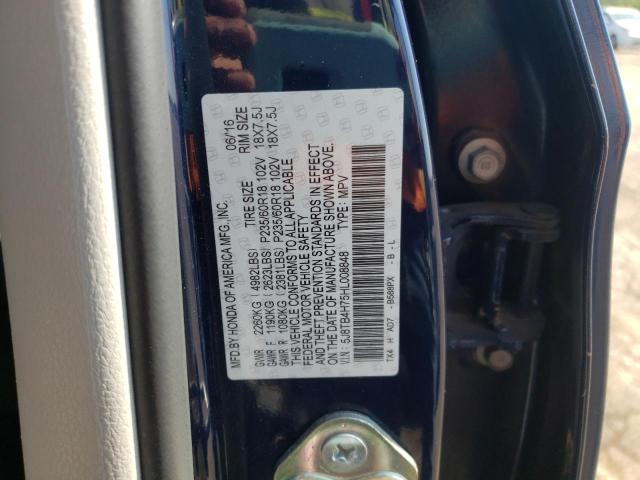 MFD.BY HONDA OF AMERICA MFG.,INC. 06/16
TIRE SIZE RIM SIZE
GVWR 2260KG ( 4982LBS)
GAWR F 1190KG ( 2623LBS) P235/60R18 102V 18X7.5J
GAWR R 1080KG ( 2381LBS) P235/60R18 102V 18X7.5J
THIS VEHICLE CONFORMS TO ALL APPLICABLE
FEDERAL MOTOR VEHICLE SAFETY
AND THEFT PREVENTION STANDARDS IN EFFECT
ON THE DATE OF MANUFACTURE SHOWN ABOVE.
V.I.N.: 5J8TB4H75HL008848 TYPE: MPV
TX4 H A07 -B588PX -B -L